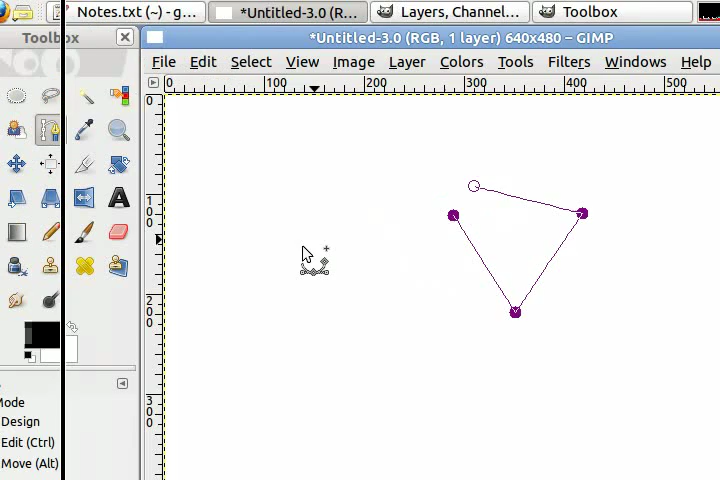 Notes.txt (~) - g... *Untitled-3.0 (R... Layers, Channel... Toolbox
Toolbox *Untitled-3.0 (RGB, 1 layer) 640x480 – GIMP
File Edit Select View Image Layer Colors Tools Filters Windows Help
0 100 200 300 400 500
0
100
200
300
Mode
Design
Edit (Ctrl)
Move (Alt)